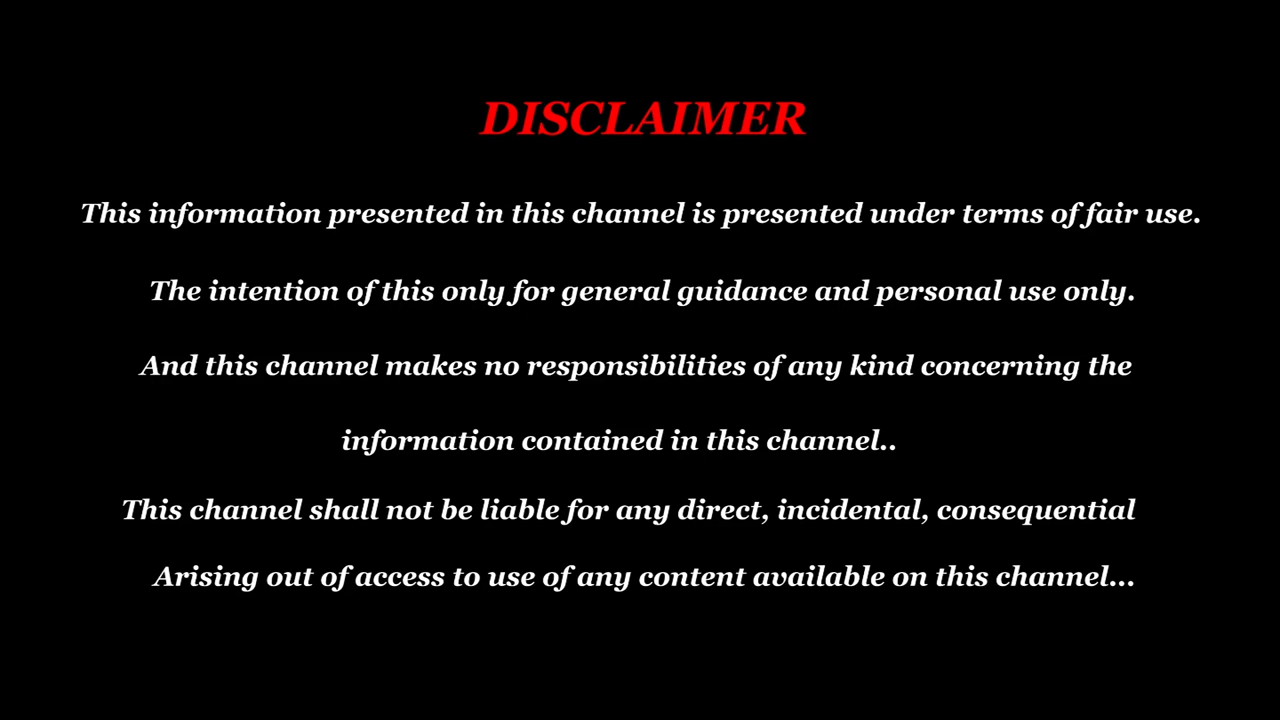 DISCLAIMER
This information presented in this channel is presented under terms of fair use.
The intention of this only for general guidance and personal use only.
And this channel makes no responsibilities of any kind concerning the
information contained in this channel..
This channel shall not be liable for any direct, incidental, consequential
Arising out of access to use of any content available on this channel...